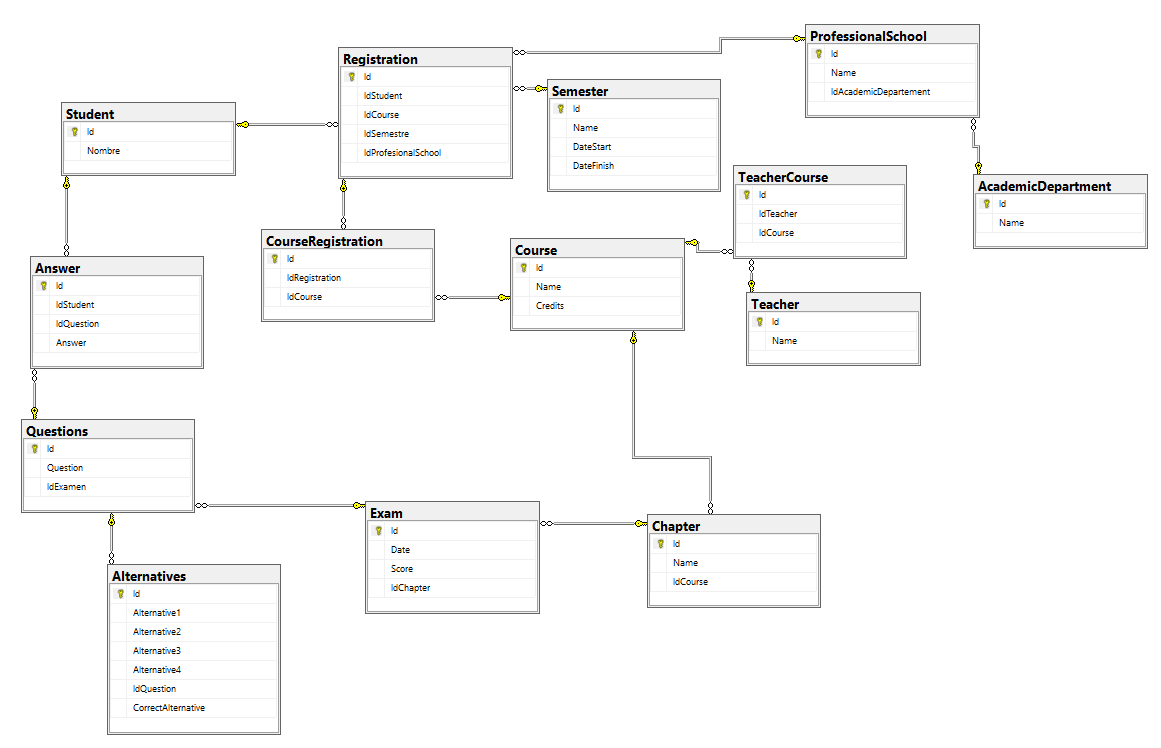 ProfessionalSchool
Id
Name
IdAcademicDepartement
Registration
Id
IdStudent
IdCourse
IdSemestre
IdProfesionalSchool
Semester
Id
Name
DateStart
DateFinish
Student
Id
Nombre
TeacherCourse
Id
IdTeacher
IdCourse
AcademicDepartment
Id
Name
CourseRegistration
Id
IdRegistration
IdCourse
Course
Id
Name
Credits
Answer
Id
IdStudent
IdQuestion
Answer
Teacher
Id
Name
Questions
Id
Question
IdExamen
Exam
Id
Date
Score
IdChapter
Chapter
Id
Name
IdCourse
Alternatives
Id
Alternative1
Alternative2
Alternative3
Alternative4
IdQuestion
CorrectAlternative